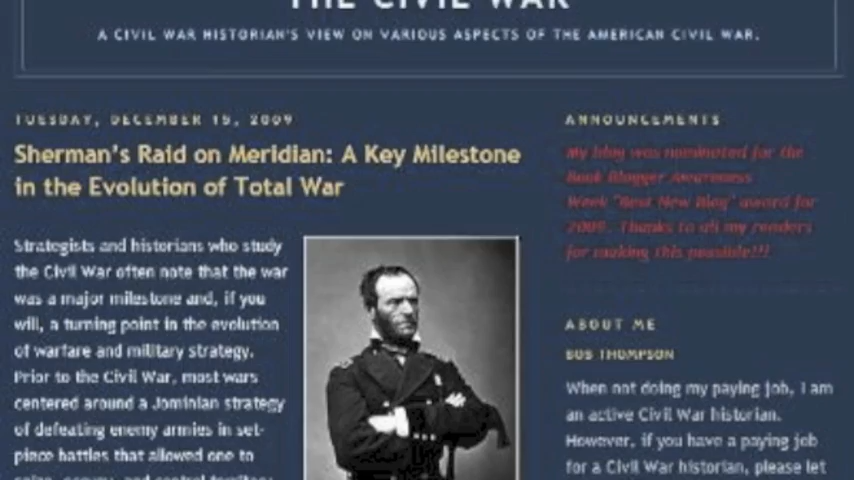 THE CIVIL WAR
A CIVIL WAR HISTORIAN'S VIEW ON VARIOUS ASPECTS OF THE AMERICAN CIVIL WAR.
TUESDAY, DECEMBER 15, 2009
Sherman's Raid on Meridian: A Key Milestone
in the Evolution of Total War
Strategists and historians who study
the Civil War often note that the war
was a major milestone and, if you
will, a turning point in the evolution
of warfare and military strategy.
Prior to the Civil War, most wars
centered around a Jominian strategy
of defeating enemy armies in set-
piece battles that allowed one to
ANNOUNCEMENTS
My blog was nominated for the
Book Blogger Awareness
Week "Best New Blog" award for
2009. Thanks to all my readers
for making this possible!!!
ABOUT ME
BOB THOMPSON
When not doing my paying job, I am
an active Civil War historian.
However, if you have a paying job
for a Civil War historian, please let